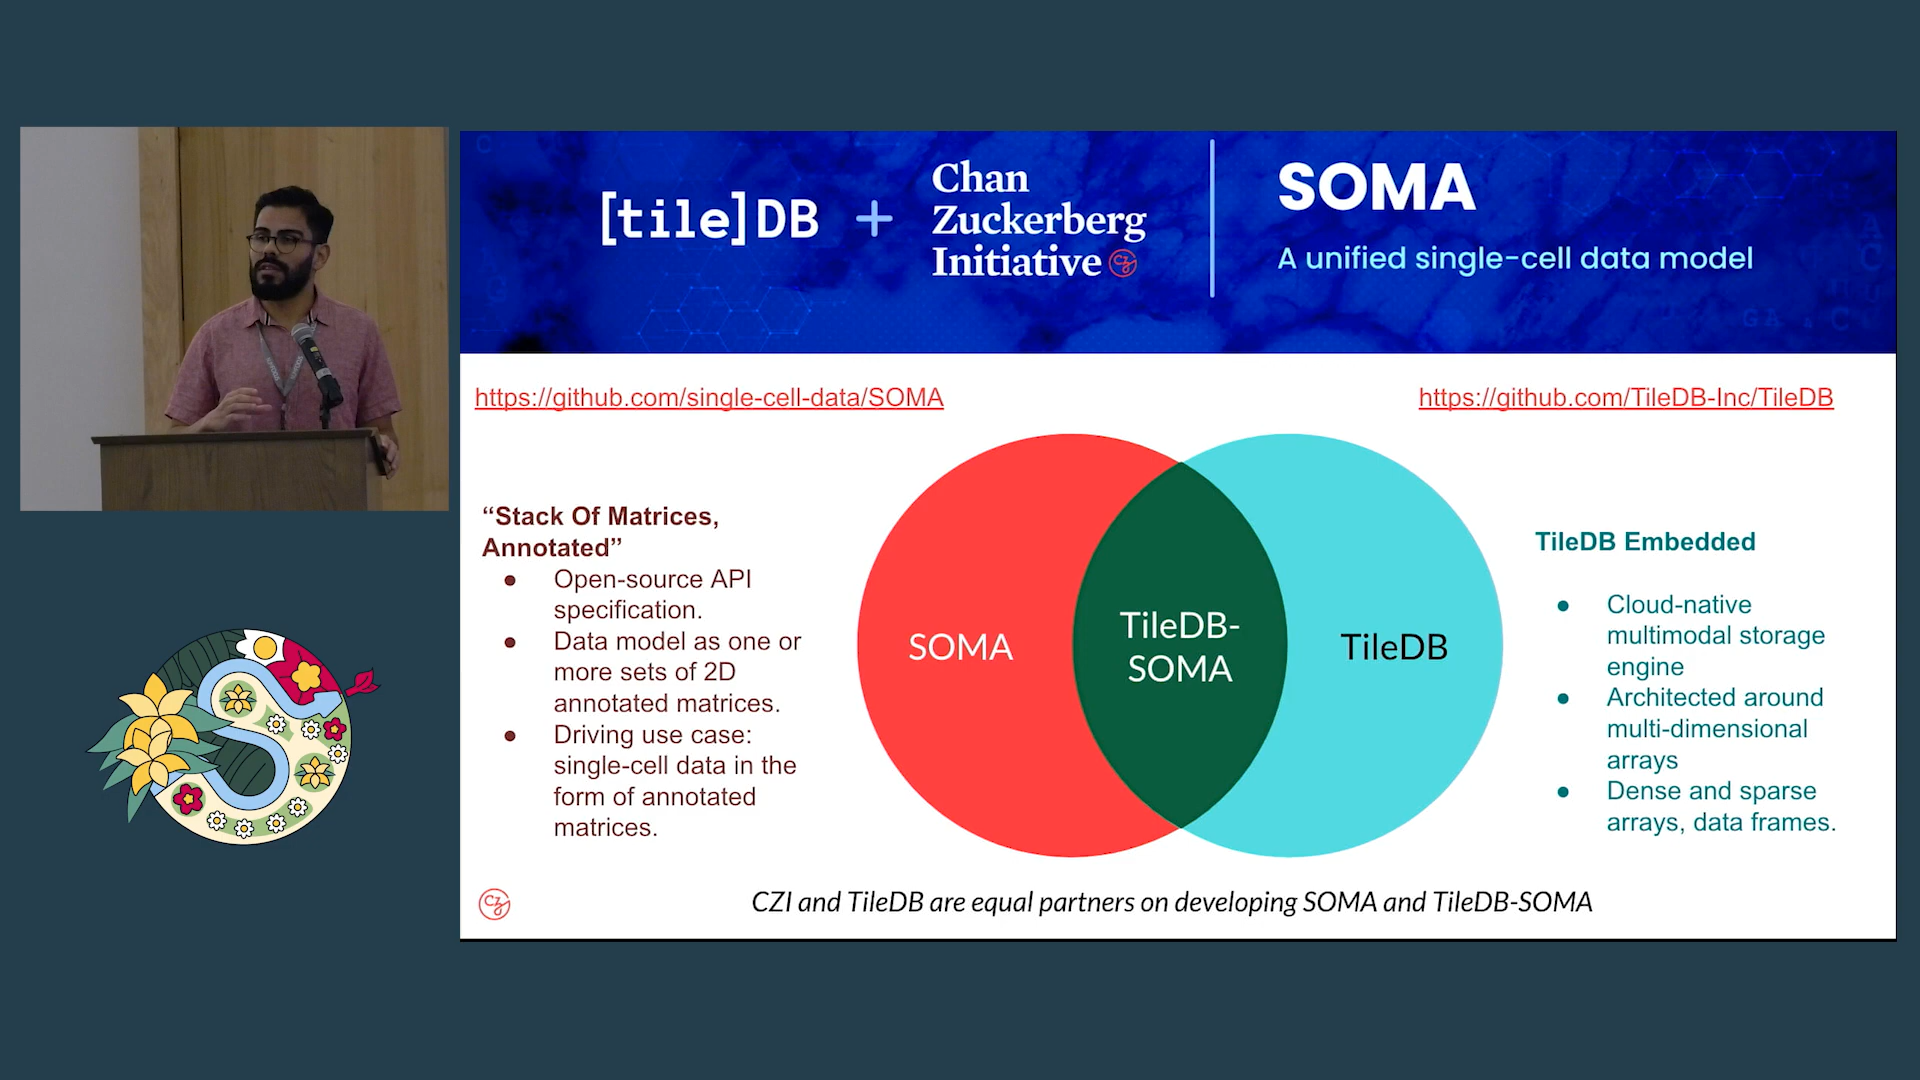 [tile]DB + Chan
Zuckerberg
Initiative
SOMA
A unified single-cell data model
https://github.com/single-cell-data/SOMA
https://github.com/TileDB-Inc/TileDB
“Stack Of Matrices,
Annotated”
● Open-source API
specification.
● Data model as one or
more sets of 2D
annotated matrices.
● Driving use case:
single-cell data in the
form of annotated
matrices.
SOMA
TileDB-
SOMA
TileDB
TileDB Embedded
● Cloud-native
multimodal storage
engine
● Architected around
multi-dimensional
arrays
● Dense and sparse
arrays, data frames.
CZI and TileDB are equal partners on developing SOMA and TileDB-SOMA